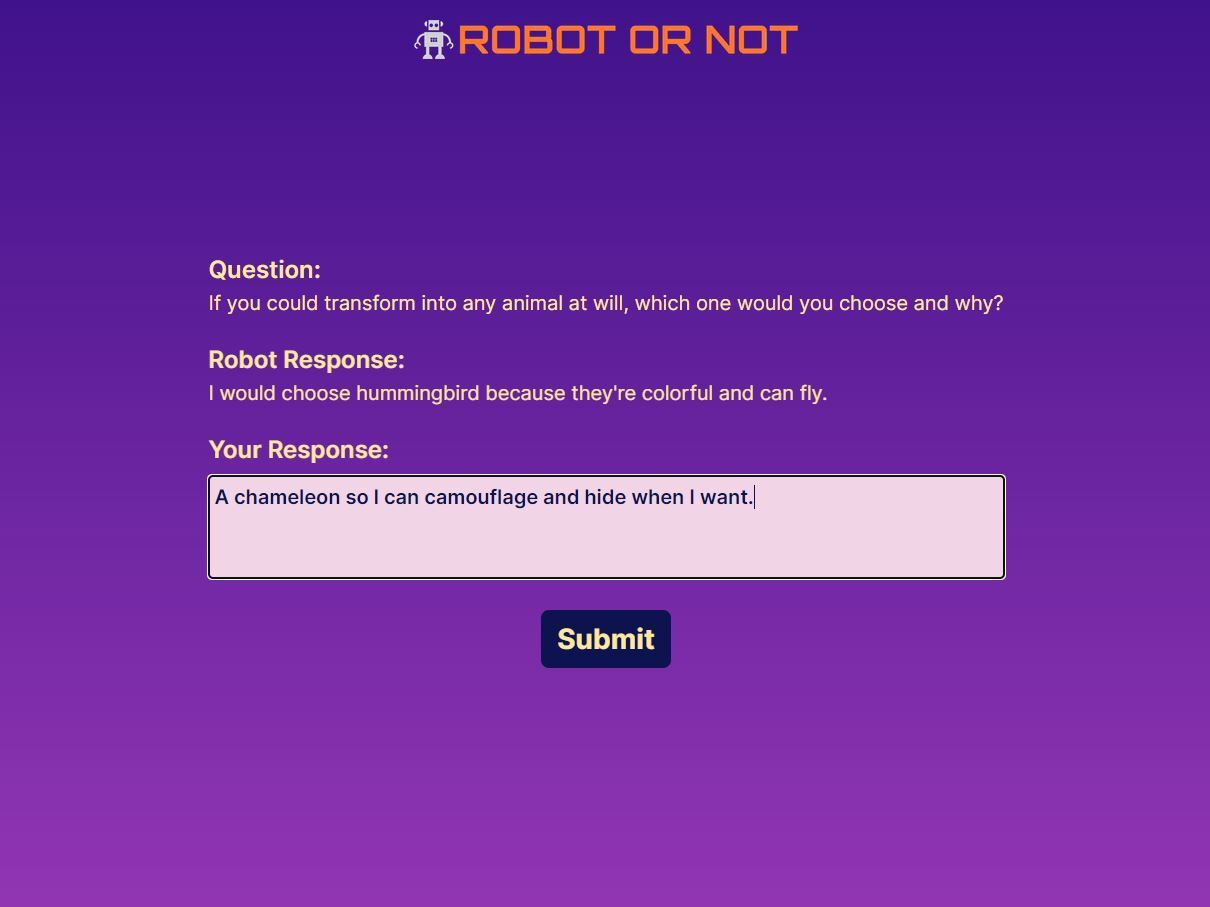 ROBOT OR NOT
Question:
If you could transform into any animal at will, which one would you choose and why?
Robot Response:
I would choose hummingbird because they're colorful and can fly.
Your Response:
A chameleon so I can camouflage and hide when I want.
Submit